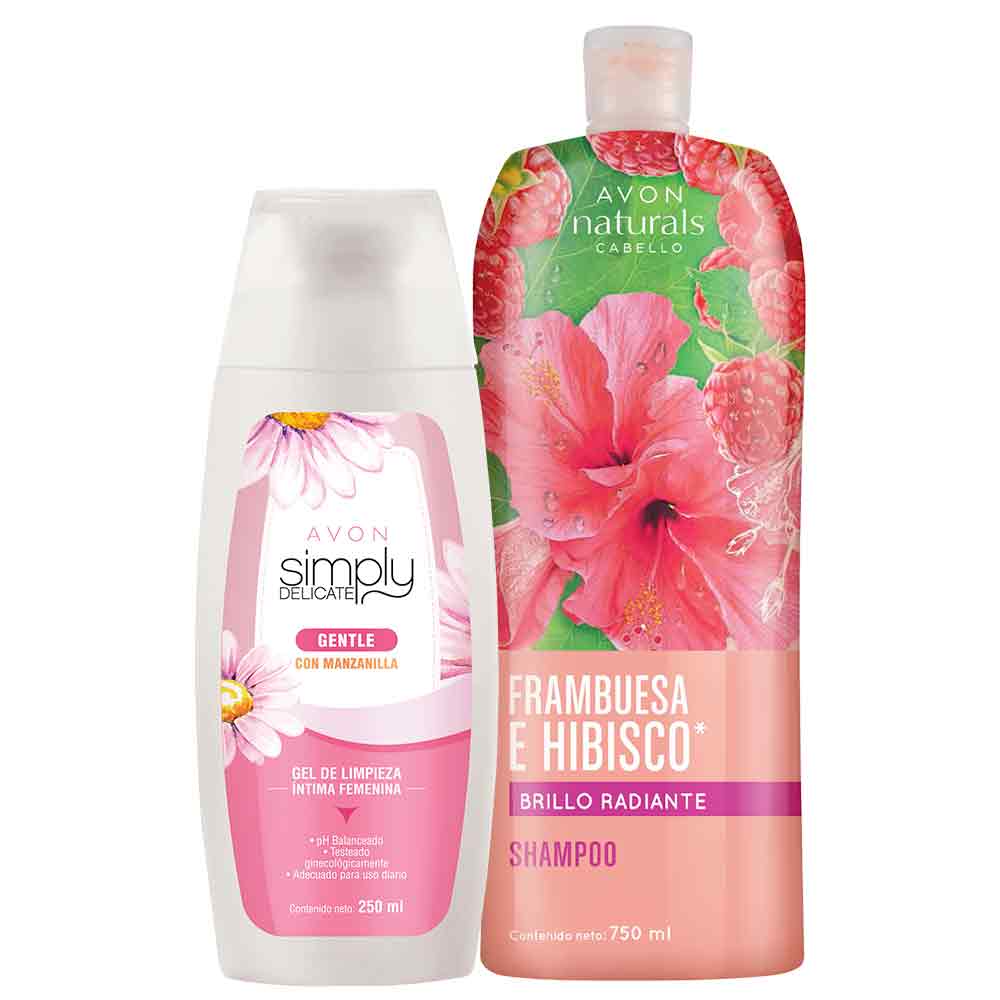 AVON
simply
DELICATE
GENTLE
CON MANZANILLA
GEL DE LIMPIEZA
ÍNTIMA FEMENINA
• pH Balanceado
• Testeado
ginecológicamente
• Adecuado para uso diario
Contenido neto: 250 ml
AVON
naturals
CABELLO
FRAMBUESA
E HIBISCO*
BRILLO RADIANTE
SHAMPOO
Contenido neto: 750 ml